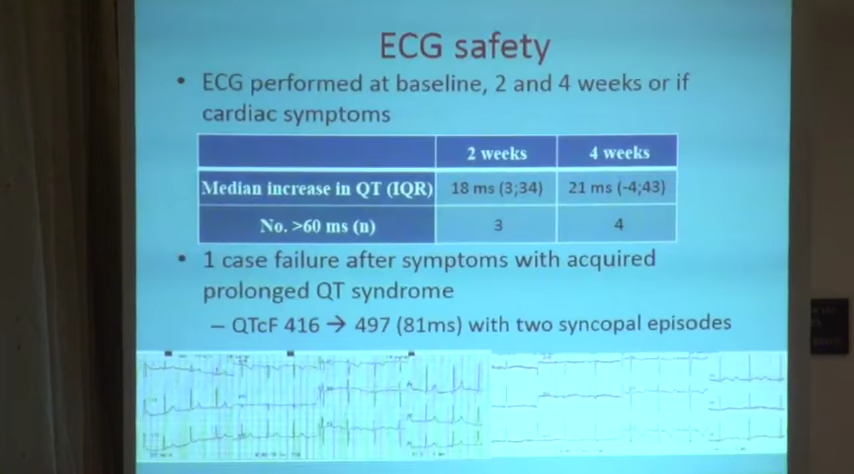 ECG safety
• ECG performed at baseline, 2 and 4 weeks or if
cardiac symptoms
2 weeks 4 weeks
Median increase in QT (IQR) 18 ms (3;34) 21 ms (-4;43)
No. >60 ms (n) 3 4
• 1 case failure after symptoms with acquired
prolonged QT syndrome
– QTcF 416 → 497 (81ms) with two syncopal episodes